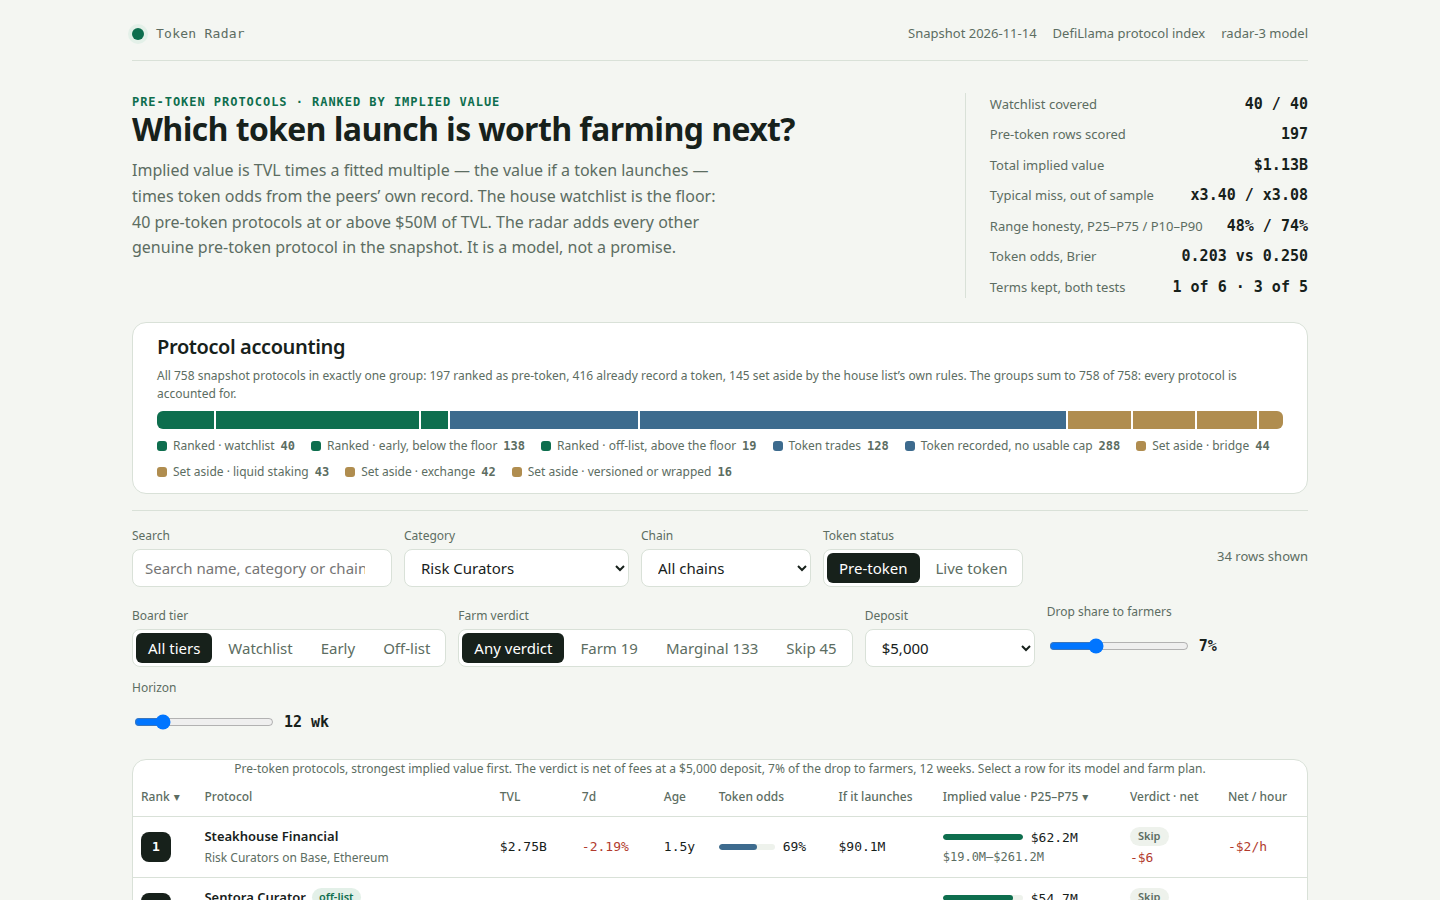 Token Radar
Snapshot 2026-11-14 DefiLlama protocol index radar-3 model
PRE-TOKEN PROTOCOLS · RANKED BY IMPLIED VALUE
Which token launch is worth farming next?
Implied value is TVL times a fitted multiple — the value if a token launches —
times token odds from the peers’ own record. The house watchlist is the floor:
40 pre-token protocols at or above $50M of TVL. The radar adds every other
genuine pre-token protocol in the snapshot. It is a model, not a promise.
Watchlist covered 40 / 40
Pre-token rows scored 197
Total implied value $1.13B
Typical miss, out of sample x3.40 / x3.08
Range honesty, P25–P75 / P10–P90 48% / 74%
Token odds, Brier 0.203 vs 0.250
Terms kept, both tests 1 of 6 · 3 of 5
Protocol accounting
All 758 snapshot protocols in exactly one group: 197 ranked as pre-token, 416 already record a token, 145 set aside by the house list’s own rules. The groups sum to 758 of 758: every protocol is
accounted for.
Ranked · watchlist 40 Ranked · early, below the floor 138 Ranked · off-list, above the floor 19 Token trades 128 Token recorded, no usable cap 288 Set aside · bridge 44
Set aside · liquid staking 43 Set aside · exchange 42 Set aside · versioned or wrapped 16
Search Category Chain Token status
Search name, category or chain Risk Curators All chains Pre-token Live token 34 rows shown
Board tier Farm verdict Deposit Drop share to farmers
All tiers Watchlist Early Off-list Any verdict Farm 19 Marginal 133 Skip 45 $5,000 7%
Horizon
12 wk
Pre-token protocols, strongest implied value first. The verdict is net of fees at a $5,000 deposit, 7% of the drop to farmers, 12 weeks. Select a row for its model and farm plan.
Rank ▾ Protocol TVL 7d Age Token odds If it launches Implied value · P25–P75 ▾ Verdict · net Net / hour
1 Steakhouse Financial $2.75B -2.19% 1.5y 69% $90.1M $62.2M Skip -$2/h
Risk Curators on Base, Ethereum $19.0M–$261.2M -$6
Sentora Curator off-list $54.7M Skip